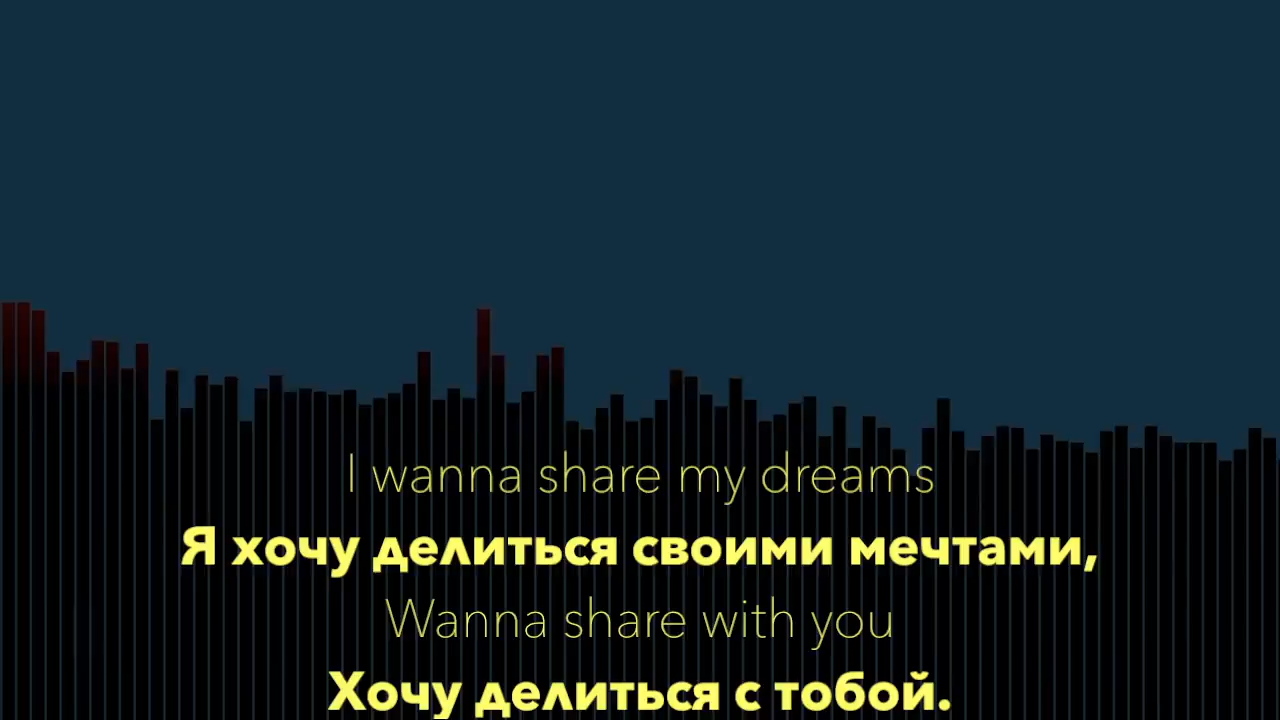 I wanna share my dreams
Я хочу делиться своими мечтами,
Wanna share with you
Хочу делиться с тобой.